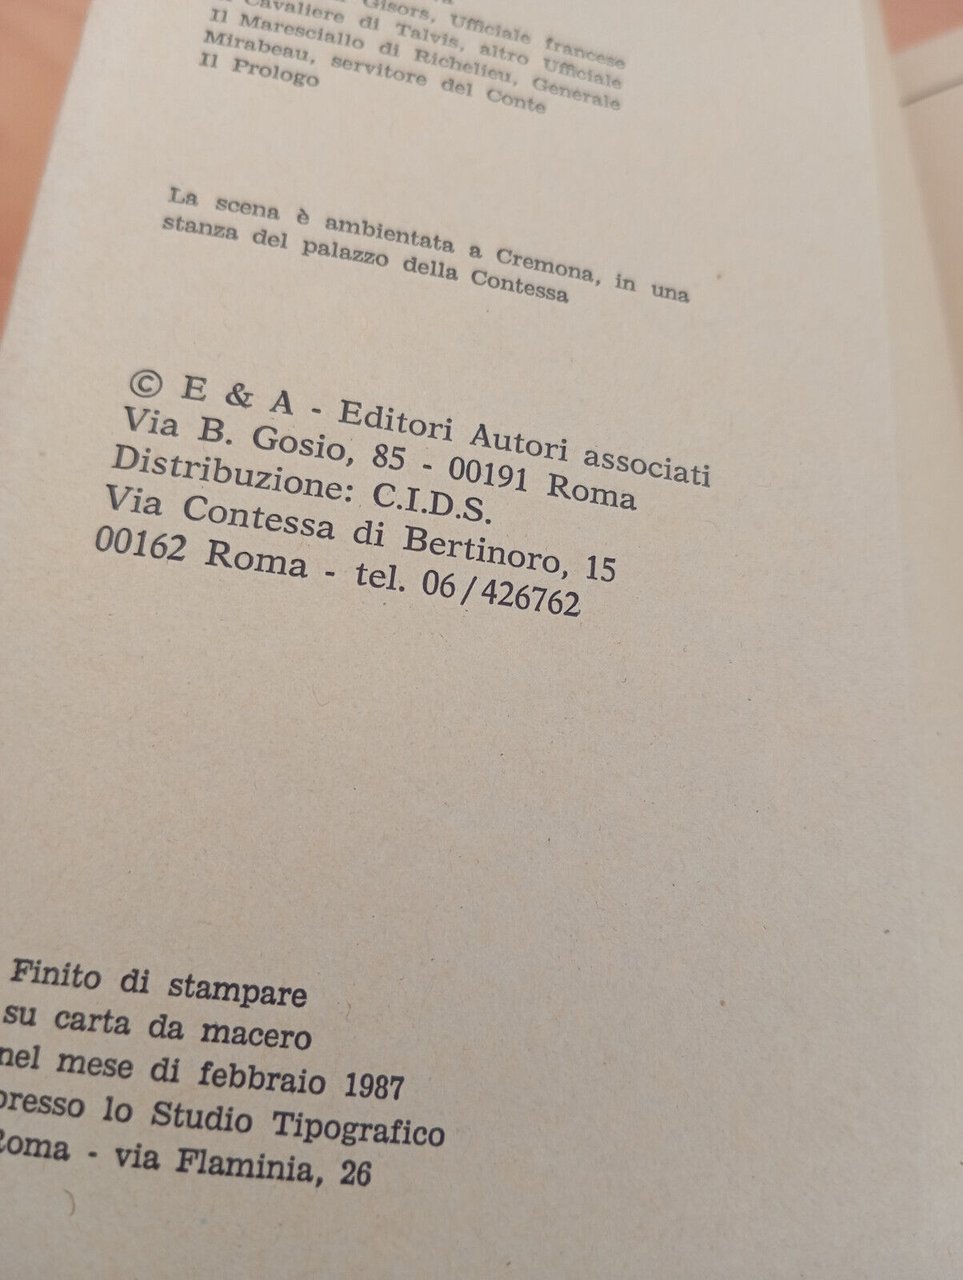 Gisors, Ufficiale francese
Cavaliere di Talvis, altro Ufficiale
Il Maresciallo di Richelieu, Generale
Mirabeau, servitore del Conte
Il Prologo
La scena è ambientata a Cremona, in una
stanza del palazzo della Contessa
© E & A - Editori Autori associati
Via B. Gosio, 85 - 00191 Roma
Distribuzione: C.I.D.S.
Via Contessa di Bertinoro, 15
00162 Roma - tel. 06/426762
Finito di stampare
su carta da macero
nel mese di febbraio 1987
presso lo Studio Tipografico
Roma - via Flaminia, 26